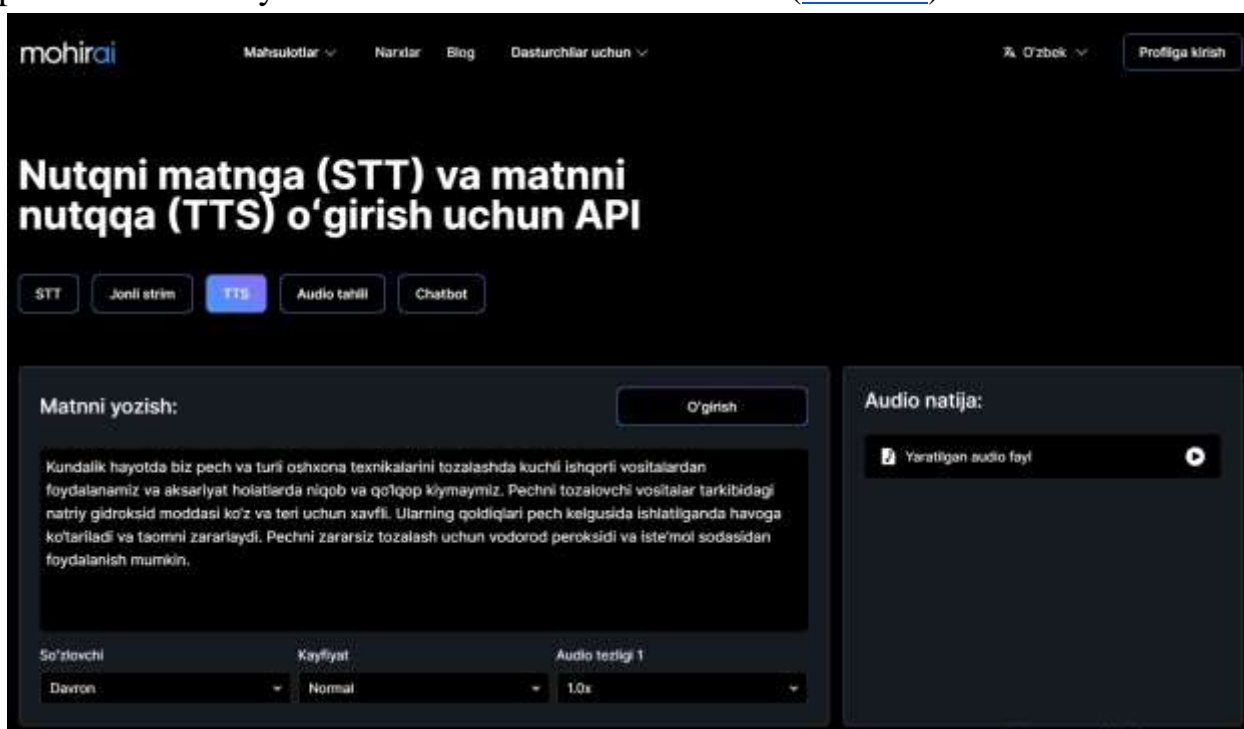 mohirai
Mahsulotlar
Narxlar
Blog
Dasturchilar uchun
O'zbek
Profilga kirish
Nutqni matnga (STT) va matnni
nutqqa (TTS) o‘girish uchun API
STT
Jonli strim
TTS
Audio tahlil
Chatbot
Matnni yozish:
O'girish
Kundalik hayotda biz pech va turli oshxona texnikalarini tozalashda kuchli ishqorli vositalardan
foydalanamiz va aksariyat holatlarda niqob va qo'lqop kiymaymiz. Pechni tozalovchi vositalar tarkibidagi
natriy gidroksid moddasi ko'z va teri uchun xavfli. Ularning qoldiqlari pech kelgusida ishlatilganda havoga
ko'tariladi va taomni zararlaydi. Pechni zararsiz tozalash uchun vodorod peroksidi va iste'mol sodasidan
foydalanish mumkin.
So'zlovchi
Kayfiyat
Audio tezligi 1
Davron
Normal
1.0x
Audio natija:
Yaratilgan audio fayl